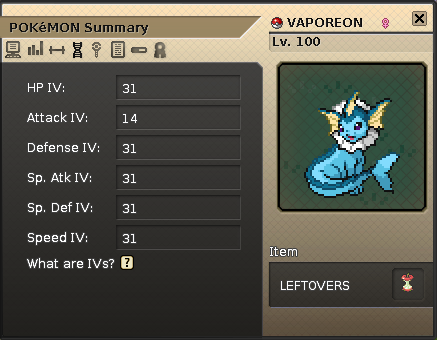 POKéMON Summary
VAPOREON
Lv. 100
HP IV: 31
Attack IV: 14
Defense IV: 31
Sp. Atk IV: 31
Sp. Def IV: 31
Speed IV: 31
What are IVs? ?
Item
LEFTOVERS